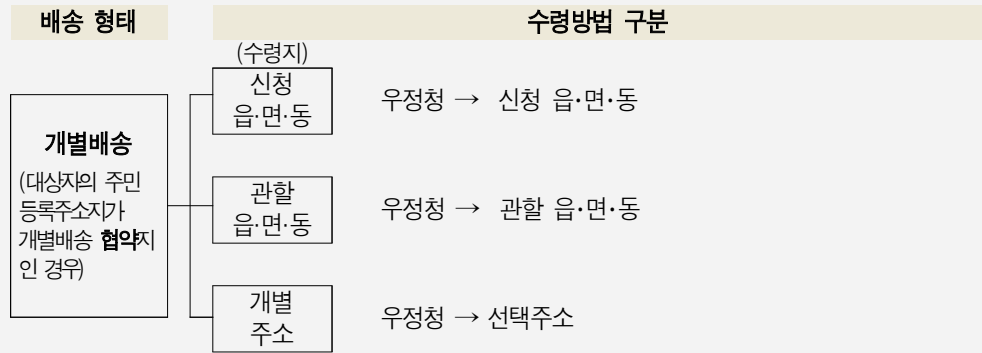 배송 형태
수령방법 구분
(수령지)
신청
읍·면·동
우정청 → 신청 읍·면·동
개별배송
(대상자의 주민
등록주소지가
개별배송 협약지
인 경우)
관할
읍·면·동
우정청 → 관할 읍·면·동
개별
주소
우정청 → 선택주소